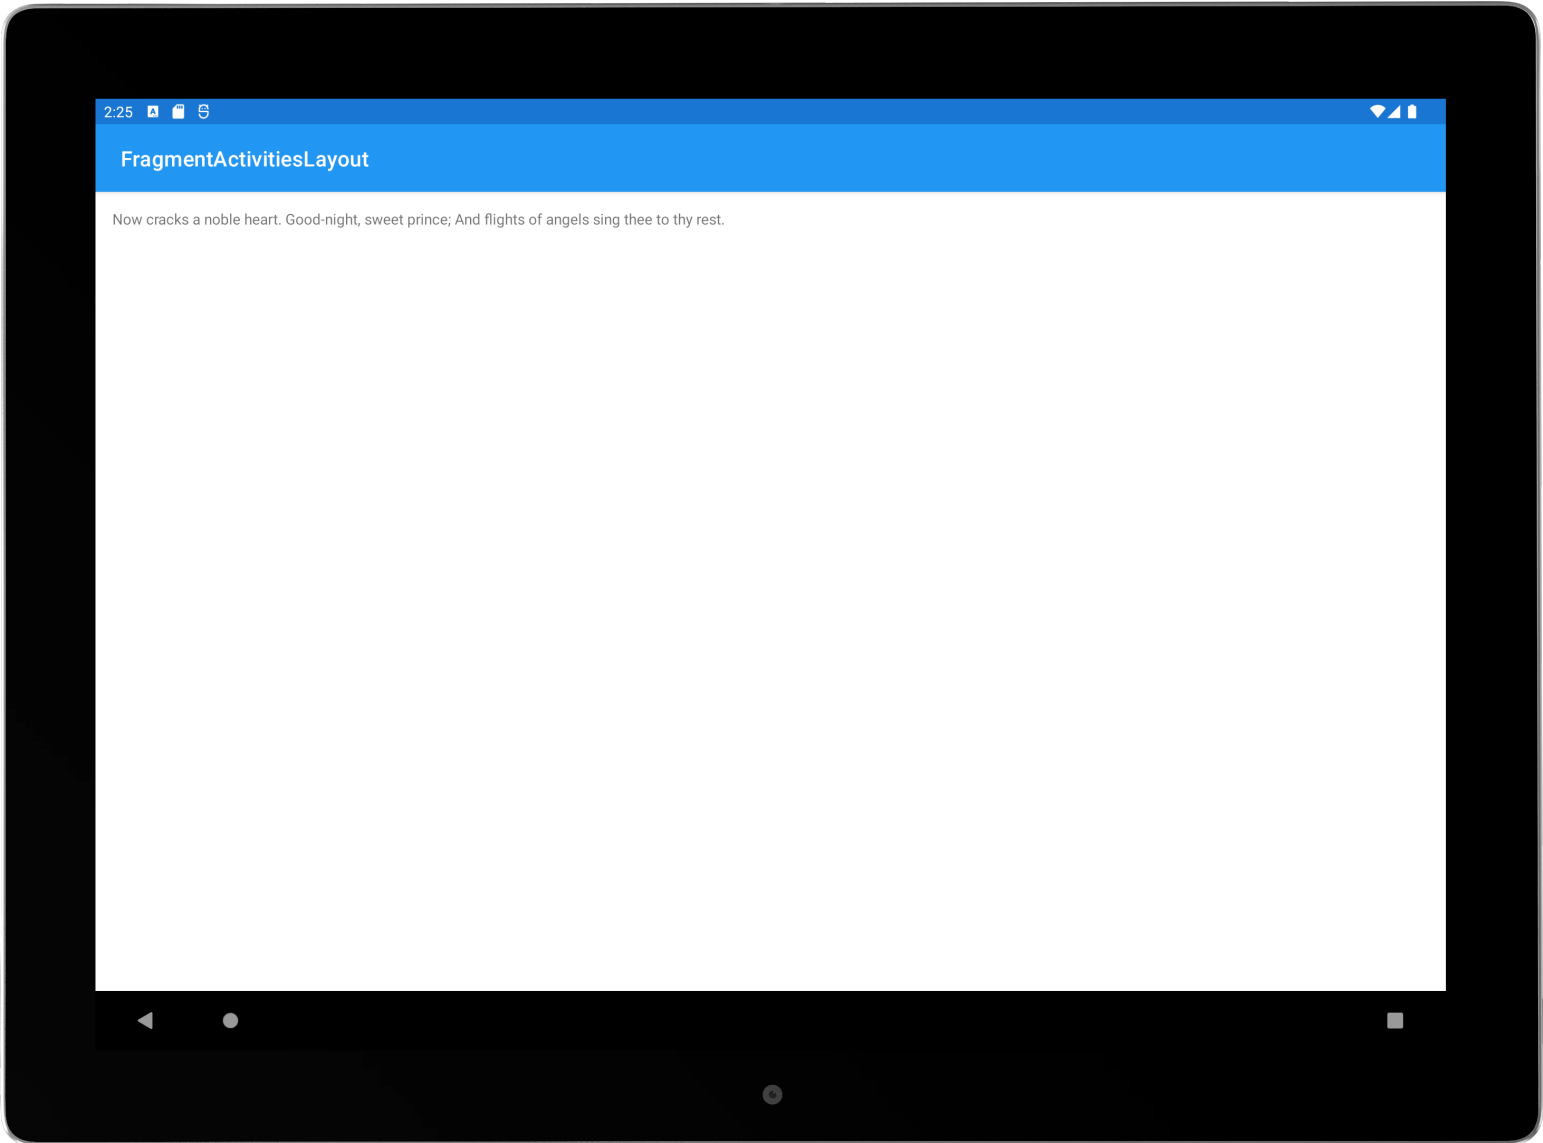 2:25
FragmentActivitiesLayout
Now cracks a noble heart. Good-night, sweet prince; And flights of angels sing thee to thy rest.